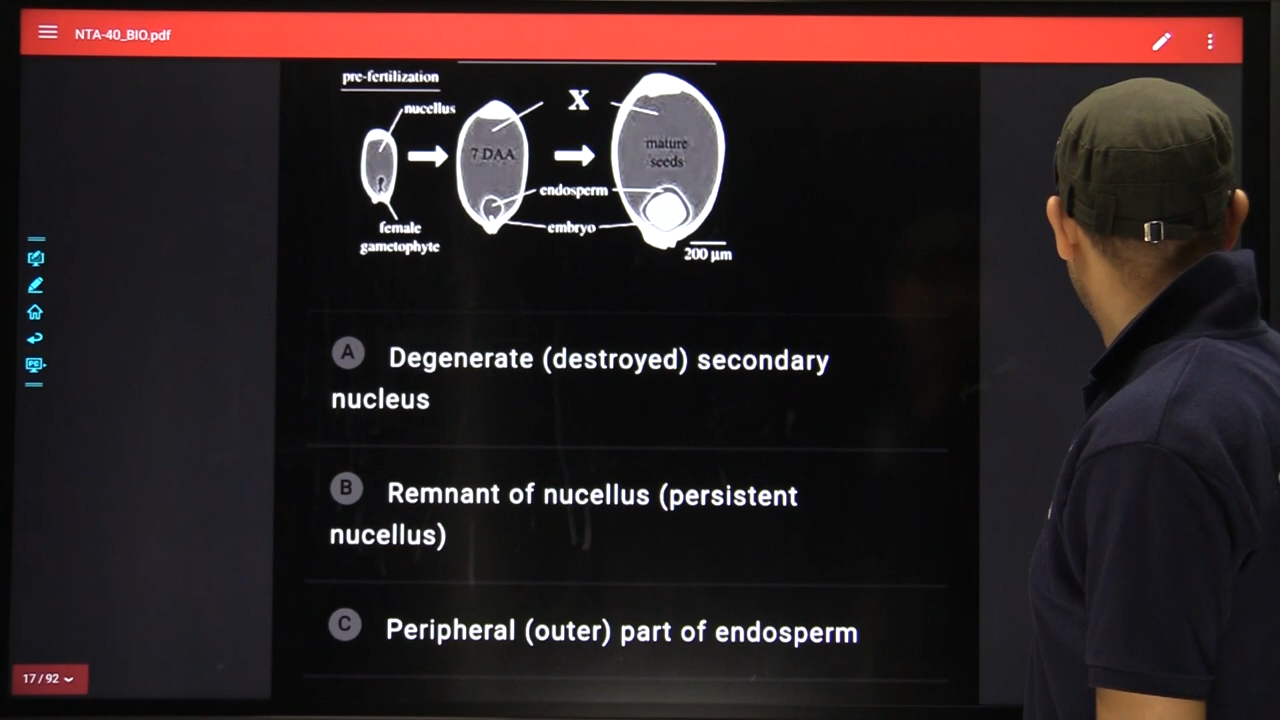 NTA-40_BIO.pdf
pre-fertilization
nucellus
X
7 DAA
mature
seeds
endosperm
embryo
female
gametophyte
200 μm
A Degenerate (destroyed) secondary
nucleus
B Remnant of nucellus (persistent
nucellus)
C Peripheral (outer) part of endosperm
PC
17 / 92